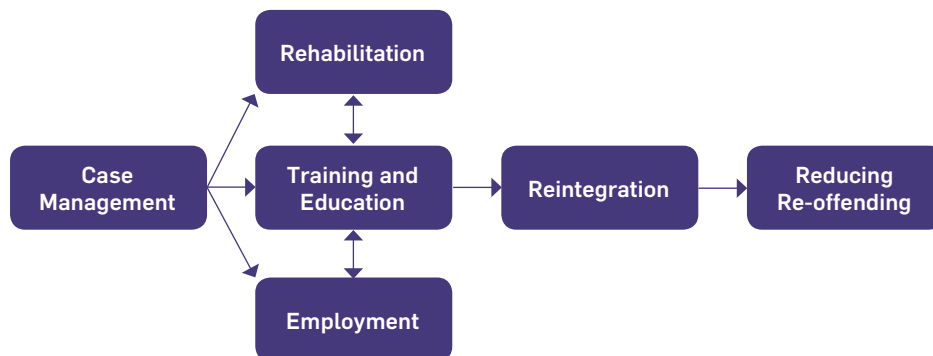 Rehabilitation
Case
Management
Training and
Education
Reintegration
Reducing
Re-offending
Employment